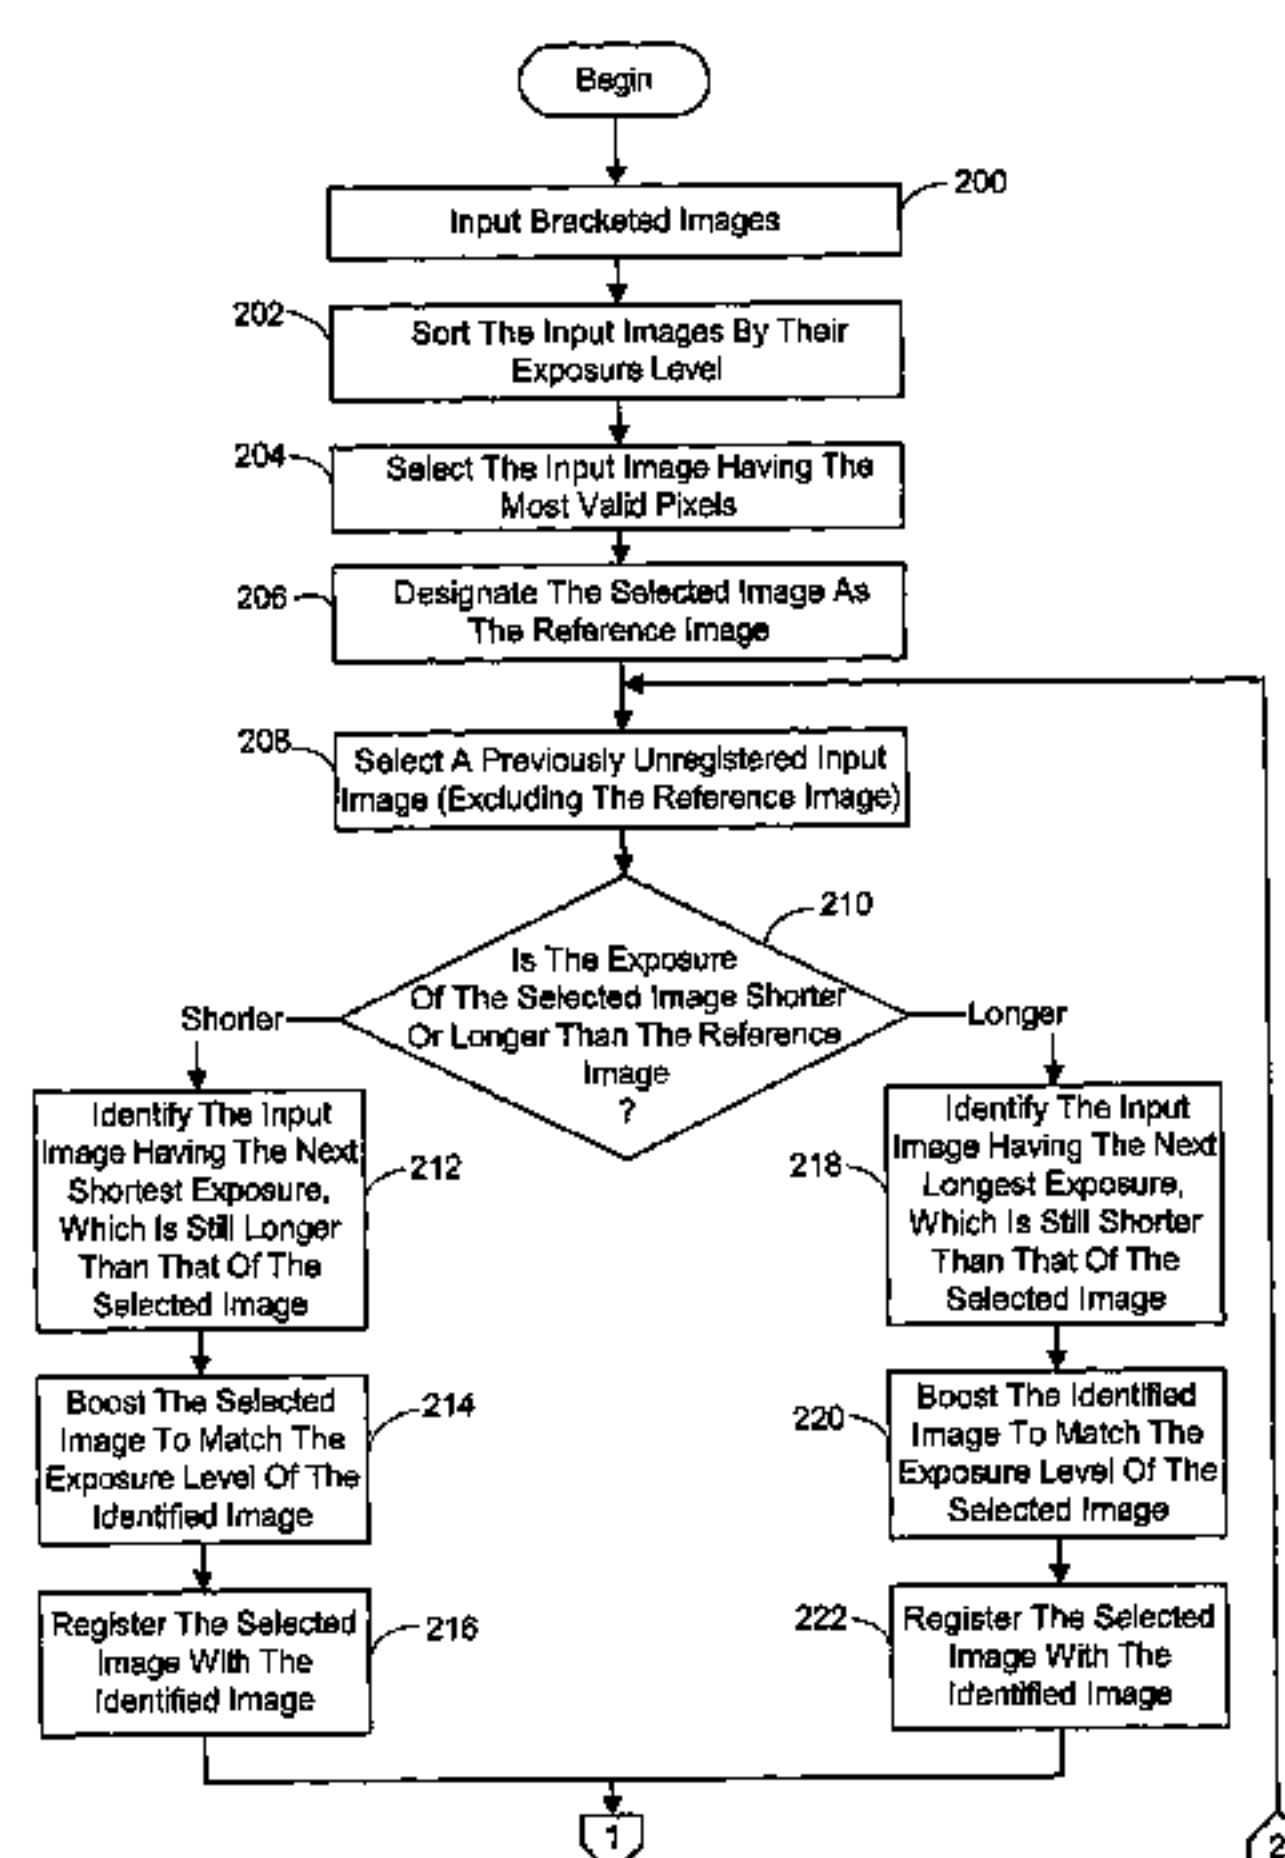 Begin
200
Input Bracketed Images
202
Sort The Input Images By Their
Exposure Level
204
Select The Input Image Having The
Most Valid Pixels
206
Designate The Selected Image As
The Reference Image
208
Select A Previously Unregistered Input
Image (Excluding The Reference Image)
210
Is The Exposure
Of The Selected Image Shorter
Or Longer Than The Reference
Image
?
Shorter
Longer
Identify The Input
Image Having The Next
Shortest Exposure,
Which Is Still Longer
Than That Of The
Selected Image
212
218
Identify The Input
Image Having The Next
Longest Exposure,
Which Is Still Shorter
Than That Of The
Selected Image
Boost The Selected
Image To Match The
Exposure Level Of The
Identified Image
214
220
Boost The Identified
Image To Match The
Exposure Level Of The
Selected Image
Register The Selected
Image With The
Identified Image
216
222
Register The Selected
Image With The
Identified Image
1
2